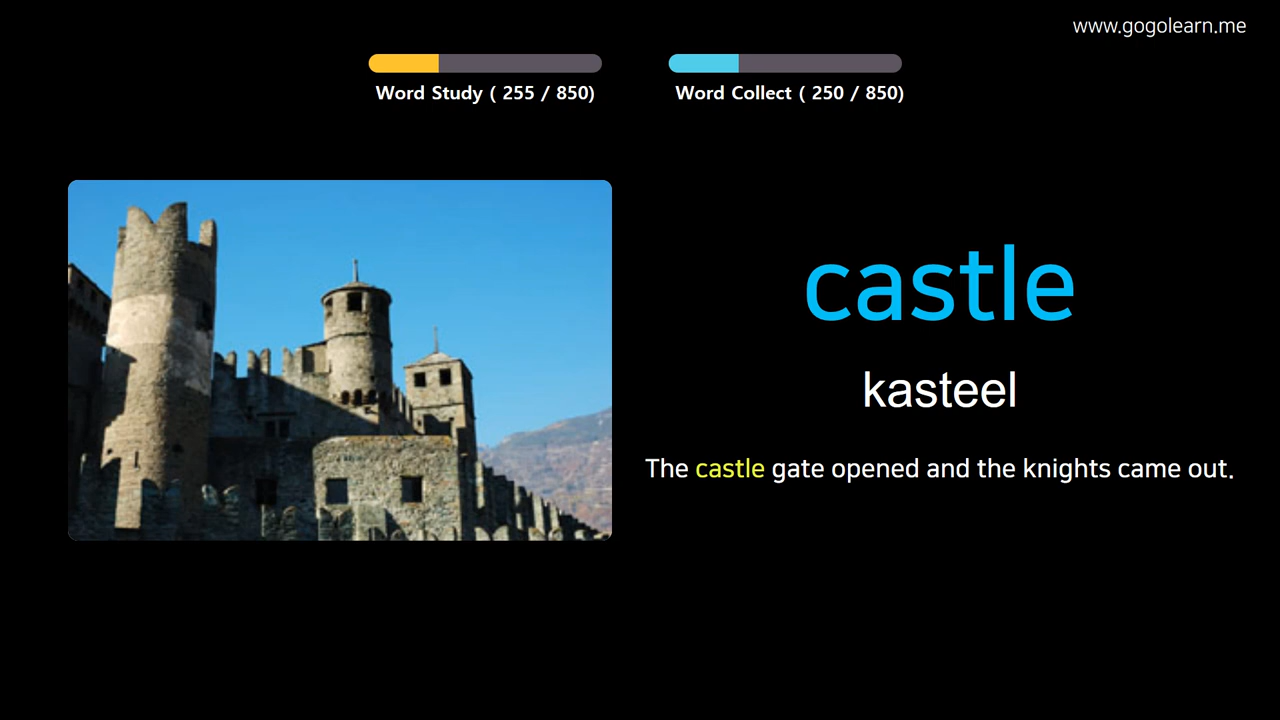 www.gogolearn.me
Word Study ( 255 / 850)
Word Collect ( 250 / 850)
castle
kasteel
The castle gate opened and the knights came out.